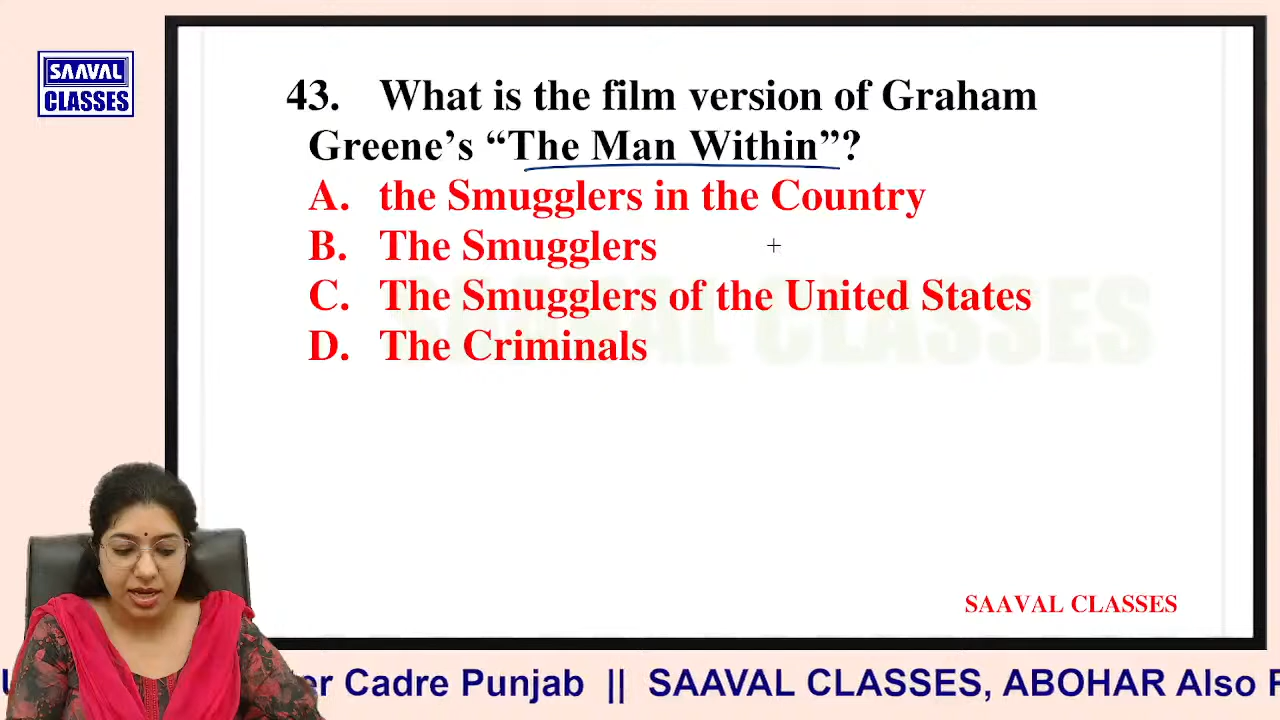 SAAVAL
CLASSES
43. What is the film version of Graham
Greene’s “The Man Within”?
A. the Smugglers in the Country
B. The Smugglers
C. The Smugglers of the United States
D. The Criminals
SAAVAL CLASSES
Cadre Punjab || SAAVAL CLASSES, ABOHAR Also